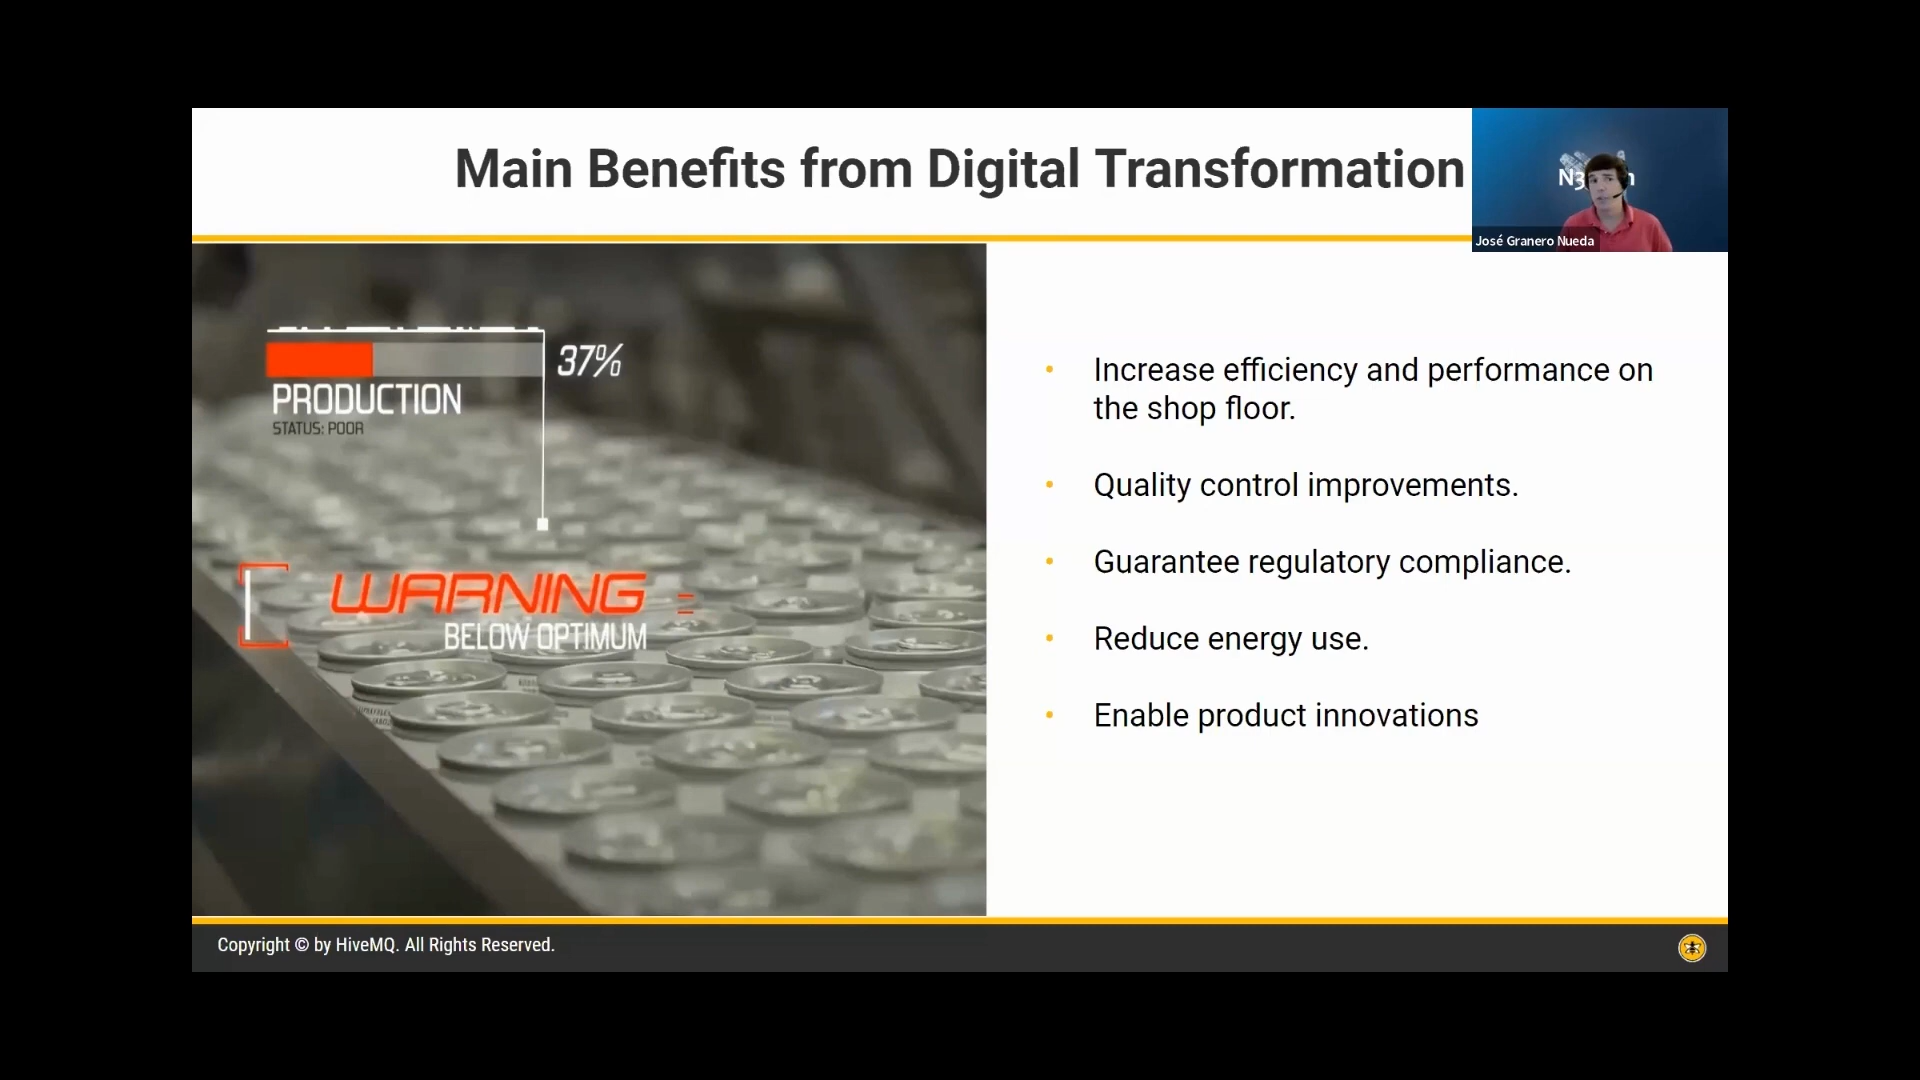 Main Benefits from Digital Transformation
José Granero Nueda
37%
PRODUCTION
STATUS: POOR
WARNING
BELOW OPTIMUM
• Increase efficiency and performance on
the shop floor.
• Quality control improvements.
• Guarantee regulatory compliance.
• Reduce energy use.
• Enable product innovations
Copyright © by HiveMQ. All Rights Reserved.